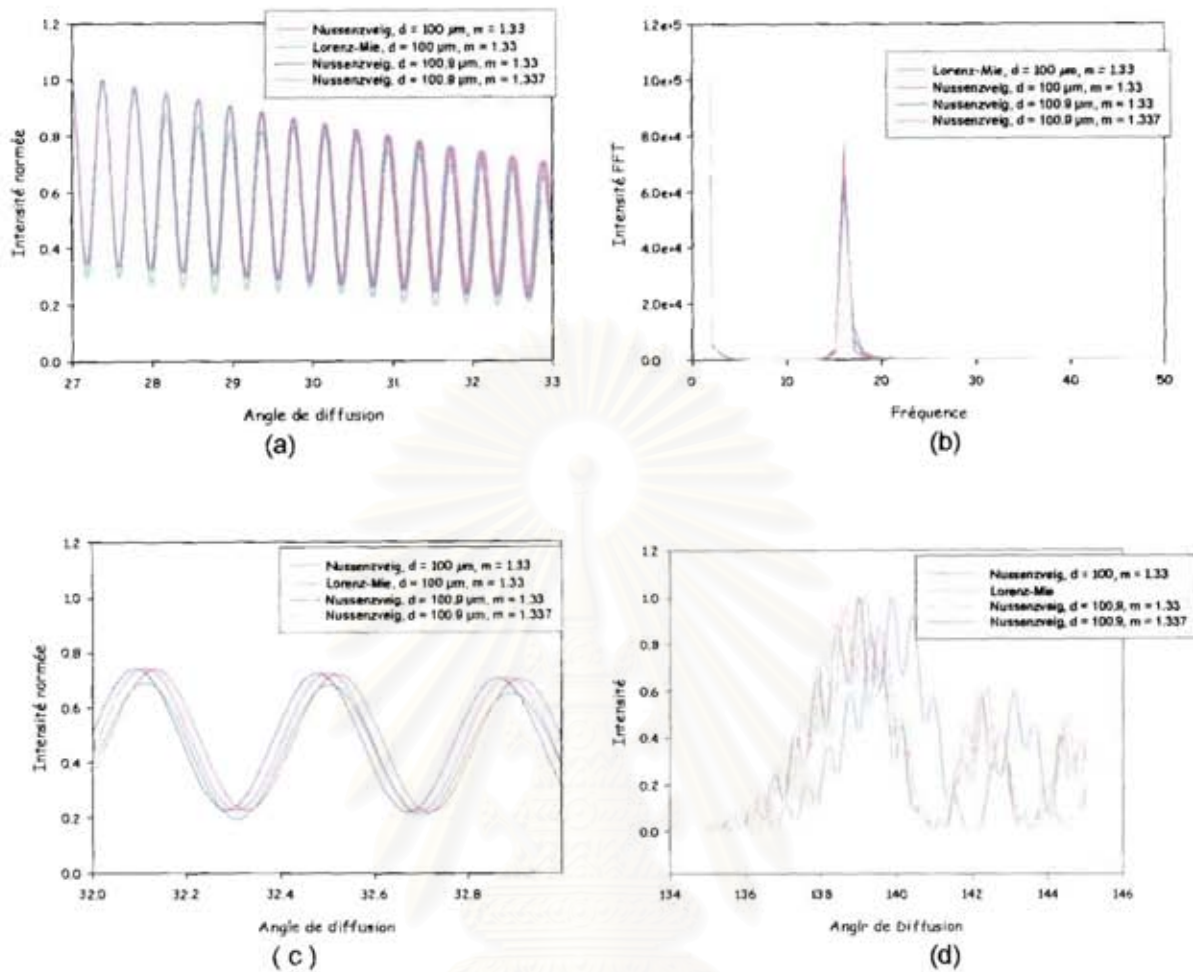 Nussenzveig, d = 100 µm, m = 1.33
Lorenz-Mie, d = 100 µm, m = 1.33
Nussenzveig, d = 100.9 µm, m = 1.33
Nussenzveig, d = 100.9 µm, m = 1.337
Intensité normée
1.2
1.0
0.8
0.6
0.4
0.2
0.0
27 28 29 30 31 32 33
Angle de diffusion
(a)
Lorenz-Mie, d = 100 µm, m = 1.33
Nussenzveig, d = 100 µm, m = 1.33
Nussenzveig, d = 100.9 µm, m = 1.33
Nussenzveig, d = 100.9 µm, m = 1.337
Intensité FFT
1.2e+5
1.0e+5
8.0e+4
6.0e+4
4.0e+4
2.0e+4
0.0
0 10 20 30 40 50
Fréquence
(b)
Nussenzveig, d = 100 µm, m = 1.33
Lorenz-Mie, d = 100 µm, m = 1.33
Nussenzveig, d = 100.9 µm, m = 1.33
Nussenzveig, d = 100.9 µm, m = 1.337
Intensité normée
1.2
1.0
0.8
0.6
0.4
0.2
0.0
32.0 32.2 32.4 32.6 32.8
Angle de diffusion
( c )
Nussenzveig, d = 100, m = 1.33
Lorenz-Mie
Nussenzveig, d = 100.9, m = 1.33
Nussenzveig, d = 100.9, m = 1.337
Intensité
1.2
1.0
0.8
0.6
0.4
0.2
0.0
134 136 138 140 142 144 146
Anglr de Diffusion
(d)